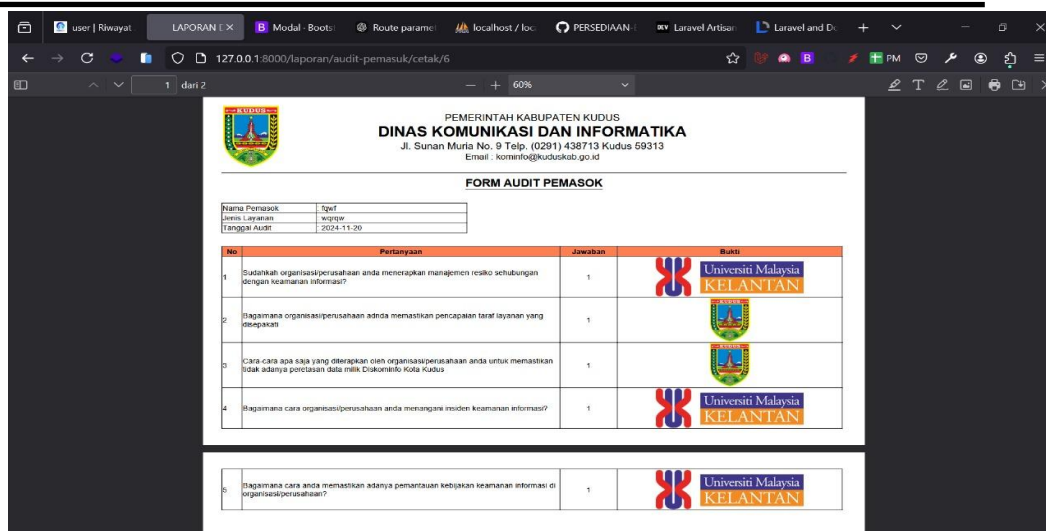 user | Riwayat
LAPORAN D
Modal - Boots
Route paramet
localhost / loc
PERSEDIAAN-
DEV Laravel Artisan
Laravel and Do
127.0.0.1:8000/laporan/audit-pemasuk/cetak/6
PM
1 dari 2
60%
KUDUS
PEMERINTAH KABUPATEN KUDUS
DINAS KOMUNIKASI DAN INFORMATIKA
Jl. Sunan Muria No. 9 Telp. (0291) 438713 Kudus 59313
Email : kominfo@kuduskab.go.id
FORM AUDIT PEMASOK
Nama Pemasok : fqwf
Jenis Layanan : wqrqw
Tanggal Audit : 2024-11-20
No Pertanyaan Jawaban Bukti
1 Sudahkah organisasi/perusahaan anda menerapkan manajemen resiko sehubungan dengan keamanan informasi? 1 Universiti Malaysia KELANTAN
2 Bagaimana organisasi/perusahaan adnda memastikan pencapaian taraf layanan yang disepakati 1 KUDUS
3 Cara-cara apa saja yang diterapkan oleh organisasi/perusahaan anda untuk memastikan tidak adanya peretasan data milik Diskominfo Kota Kudus 1 KUDUS
4 Bagaimana cara organisasi/perusahaan anda menangani insiden keamanan informasi? 1 Universiti Malaysia KELANTAN
5 Bagaimana cara anda memastikan adanya pemantauan kebijakan keamanan informasi di organisasi/perusahaan? 1 Universiti Malaysia KELANTAN